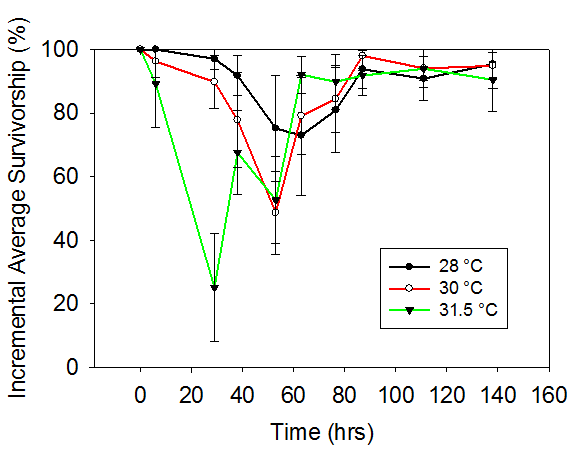 Incremental Average Survivorship (%)
100
80
60
40
20
0
28 °C
30 °C
31.5 °C
0 20 40 60 80 100 120 140 160
Time (hrs)